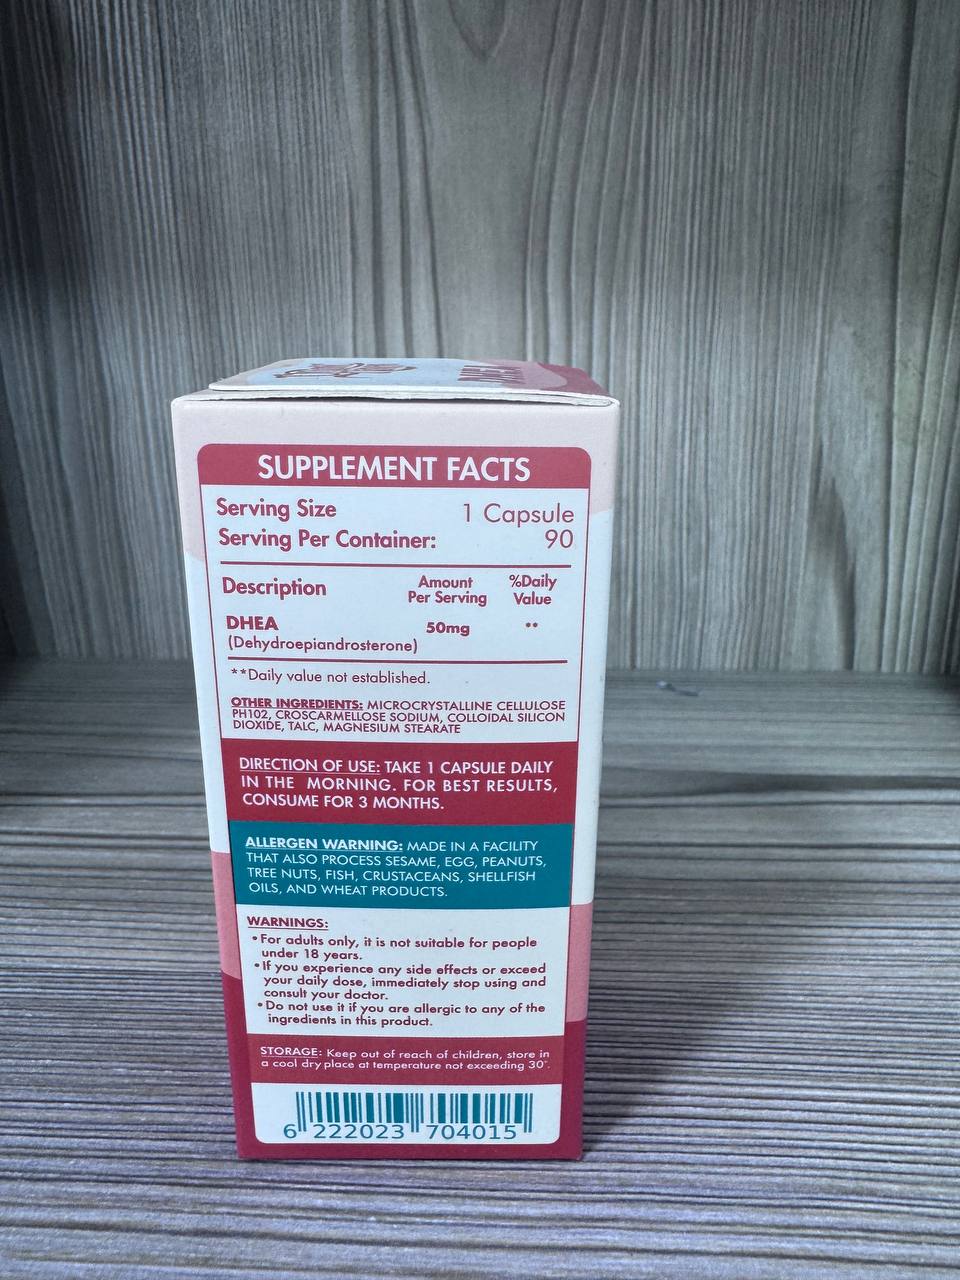 DHEA
SUPPLEMENT FACTS
Serving Size 1 Capsule
Serving Per Container: 90
Description Amount Per Serving %Daily Value
DHEA 50mg **
(Dehydroepiandrosterone)
**Daily value not established.
OTHER INGREDIENTS: MICROCRYSTALLINE CELLULOSE
PH102, CROSCARMELLOSE SODIUM, COLLOIDAL SILICON
DIOXIDE, TALC, MAGNESIUM STEARATE
DIRECTION OF USE: TAKE 1 CAPSULE DAILY
IN THE MORNING. FOR BEST RESULTS,
CONSUME FOR 3 MONTHS.
ALLERGEN WARNING: MADE IN A FACILITY
THAT ALSO PROCESS SESAME, EGG, PEANUTS,
TREE NUTS, FISH, CRUSTACEANS, SHELLFISH
OILS, AND WHEAT PRODUCTS.
WARNINGS:
• For adults only, it is not suitable for people
under 18 years.
• If you experience any side effects or exceed
your daily dose, immediately stop using and
consult your doctor.
• Do not use it if you are allergic to any of the
ingredients in this product.
STORAGE: Keep out of reach of children, store in
a cool dry place at temperature not exceeding 30°.
6 222023 704015